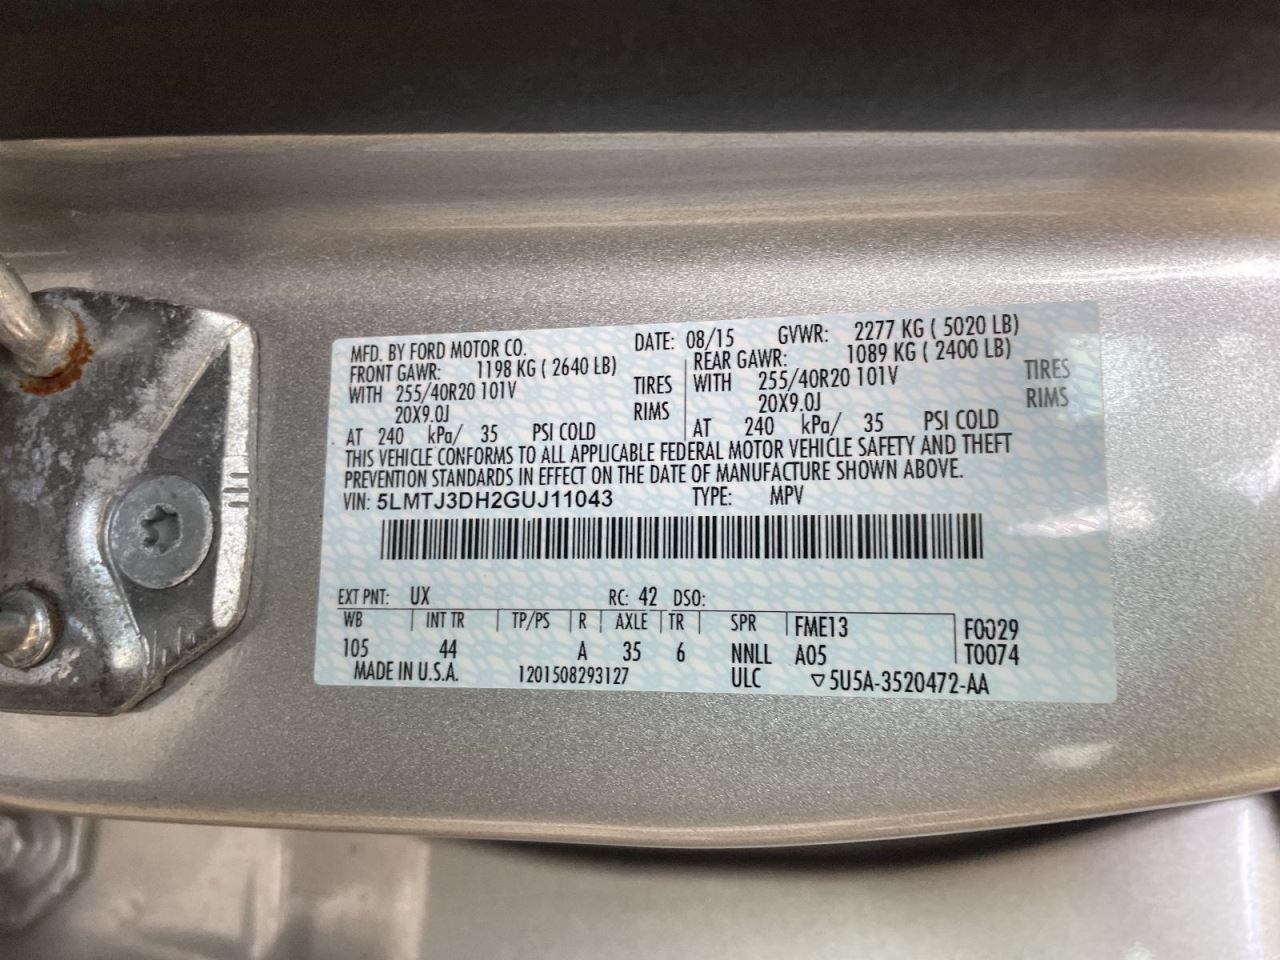 MFD. BY FORD MOTOR CO. DATE: 08/15 GVWR: 2277 KG ( 5020 LB)
FRONT GAWR: 1198 KG ( 2640 LB) REAR GAWR: 1089 KG ( 2400 LB)
WITH 255/40R20 101V TIRES WITH 255/40R20 101V TIRES
20X9.0J RIMS 20X9.0J RIMS
AT 240 kPa/ 35 PSI COLD AT 240 kPa/ 35 PSI COLD
THIS VEHICLE CONFORMS TO ALL APPLICABLE FEDERAL MOTOR VEHICLE SAFETY AND THEFT
PREVENTION STANDARDS IN EFFECT ON THE DATE OF MANUFACTURE SHOWN ABOVE.
VIN: 5LMTJ3DH2GUJ11043 TYPE: MPV
EXT PNT: UX RC: 42 DSO:
WB INT TR TP/PS R AXLE TR SPR FME13 F0029
105 44 A 35 6 NNLL A05 T0074
MADE IN U.S.A. 1201508293127 ULC ▽5U5A-3520472-AA